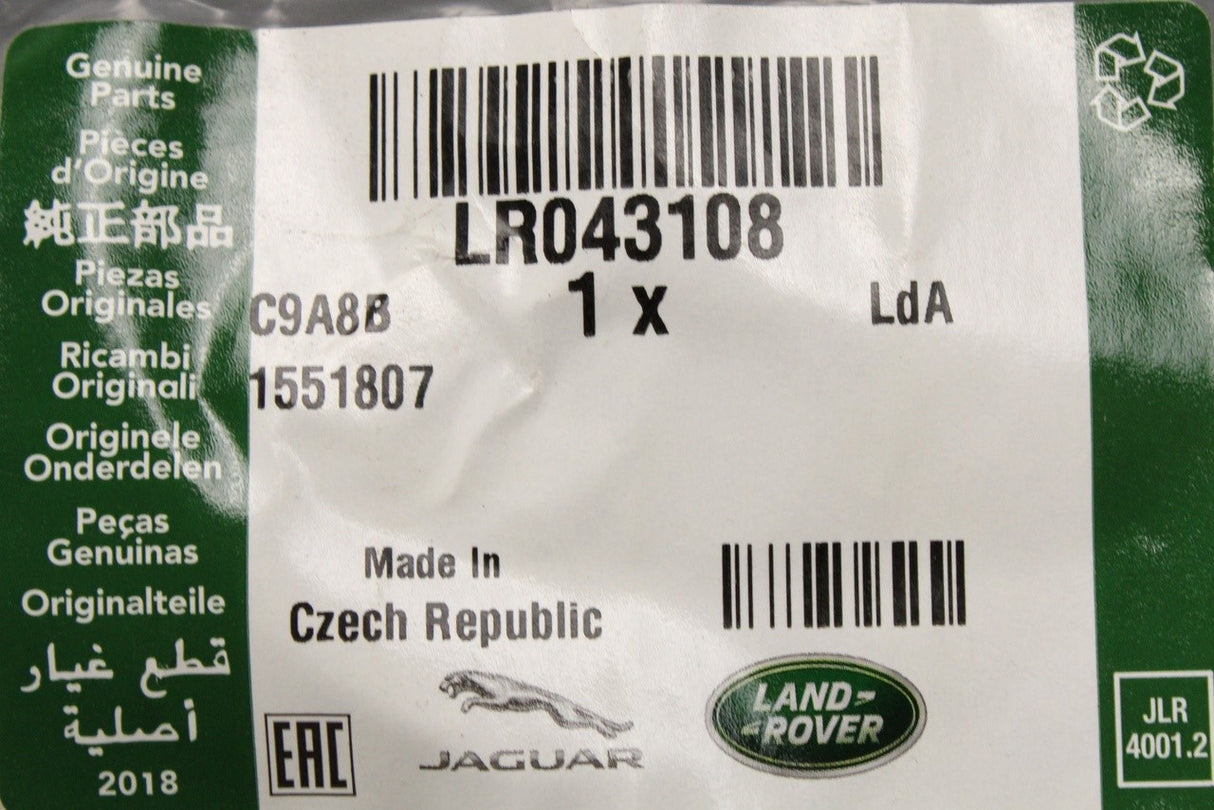 Genuine
Parts
Pièces
d'Origine
純正部品
Piezas
Originales
Ricambi
Originali
Originele
Onderdelen
Peças
Genuinas
Originalteile
قطع غيار
أصلية
2018
LR043108
C9A8B
1 x
LdA
1551807
Made In
Czech Republic
EAC
JAGUAR
LAND-
-ROVER
JLR
4001.2